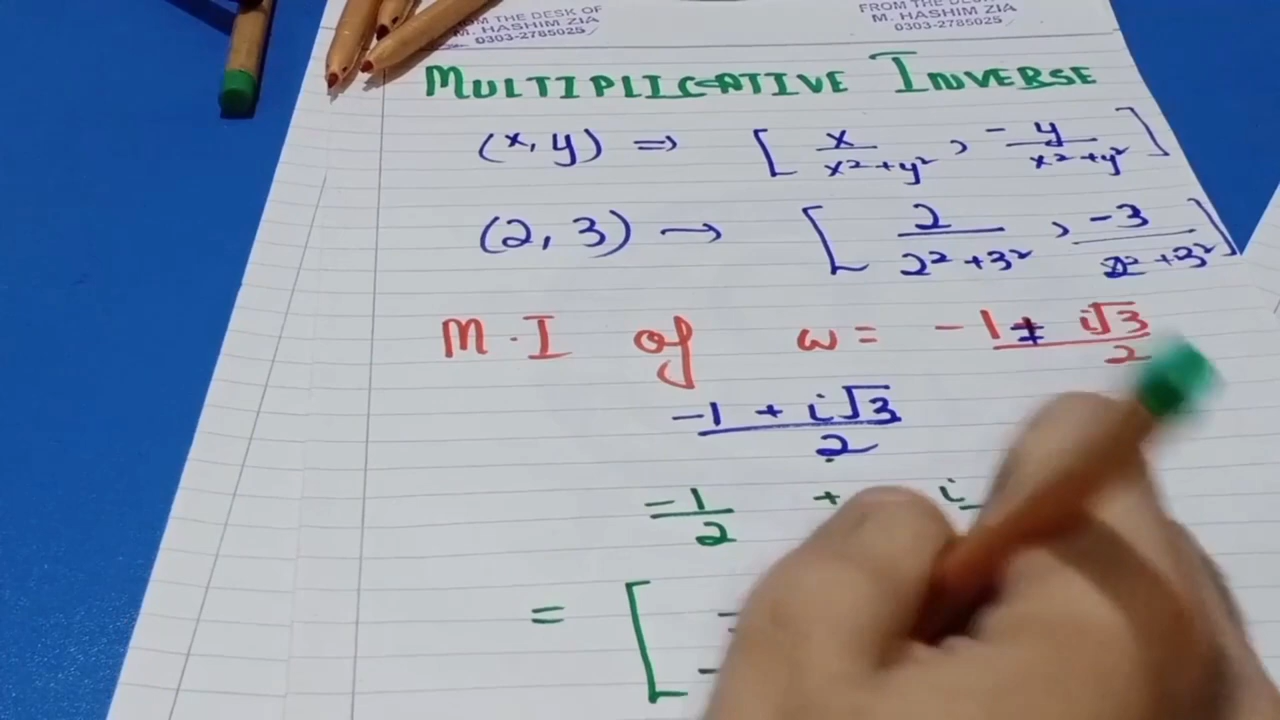 FROM THE DESK OF
M. HASHIM ZIA
0303-2785025
FROM THE DESK
M. HASHIM ZIA
0303-2785025
MULTIPLICATIVE INVERSE
(x, y) ⇒ [ x / x² + y² , - y / x² + y² ]
(2, 3) → [ 2 / 2² + 3² , -3 / 2² + 3² ]
M.I of ω = -1 ± i√3 / 2
-1 + i√3 / 2
-1 / 2 + i
= [